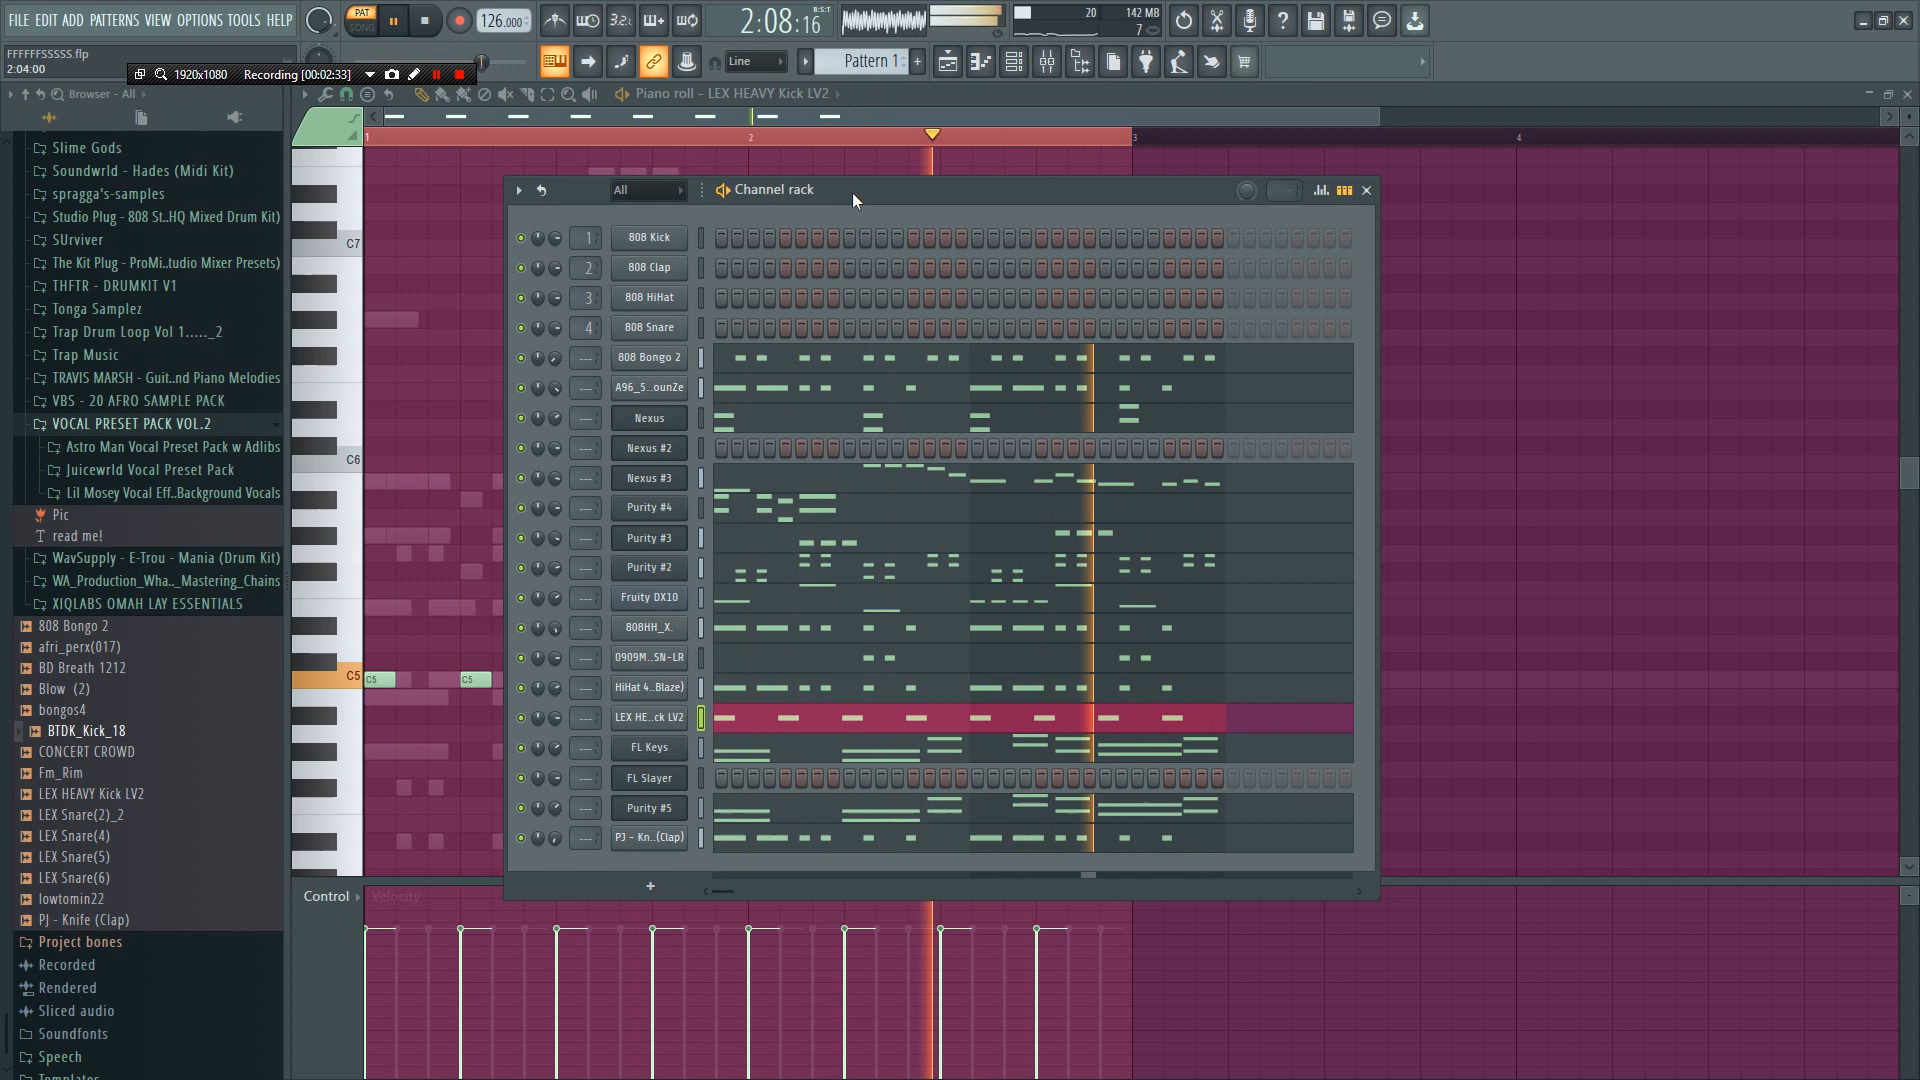 FILE EDIT ADD PATTERNS VIEW OPTIONS TOOLS HELP
PAT
SONG
126.000
3.2.
2:08:16
B:S:T
20
142 MB
7
FFFFFFSSSSS.flp
2:04:00
1920x1080
Recording [00:02:33]
Line
Pattern 1
Browser - All
Piano roll - LEX HEAVY Kick LV2
Slime Gods
Soundwrld - Hades (Midi Kit)
spragga's-samples
Studio Plug - 808 St..HQ Mixed Drum Kit)
SUrviver
The Kit Plug - ProMi..tudio Mixer Presets)
THFTR - DRUMKIT V1
Tonga Samplez
Trap Drum Loop Vol 1....._2
Trap Music
TRAVIS MARSH - Guit..nd Piano Melodies
VBS - 20 AFRO SAMPLE PACK
VOCAL PRESET PACK VOL.2
Astro Man Vocal Preset Pack w Adlibs
Juicewrld Vocal Preset Pack
Lil Mosey Vocal Eff..Background Vocals
Pic
read me!
WavSupply - E-Trou - Mania (Drum Kit)
WA_Production_Wha.._Mastering_Chains
XIQLABS OMAH LAY ESSENTIALS
808 Bongo 2
afri_perx(017)
BD Breath 1212
Blow (2)
bongos4
BTDK_Kick_18
CONCERT CROWD
Fm_Rim
LEX HEAVY Kick LV2
LEX Snare(2)_2
LEX Snare(4)
LEX Snare(5)
LEX Snare(6)
lowtomin22
PJ - Knife (Clap)
Project bones
Recorded
Rendered
Sliced audio
Soundfonts
Speech
Templates
1
2
3
4
C7
C6
C5
C5
C5
All
Channel rack
1
808 Kick
2
808 Clap
3
808 HiHat
4
808 Snare
808 Bongo 2
A96_5..ounZe
Nexus
Nexus #2
Nexus #3
Purity #4
Purity #3
Purity #2
Fruity DX10
808HH_X.
0909M..SN-LR
HiHat 4..Blaze)
LEX HE..ck LV2
FL Keys
FL Slayer
Purity #5
PJ - Kn..(Clap)
+
Control
Velocity